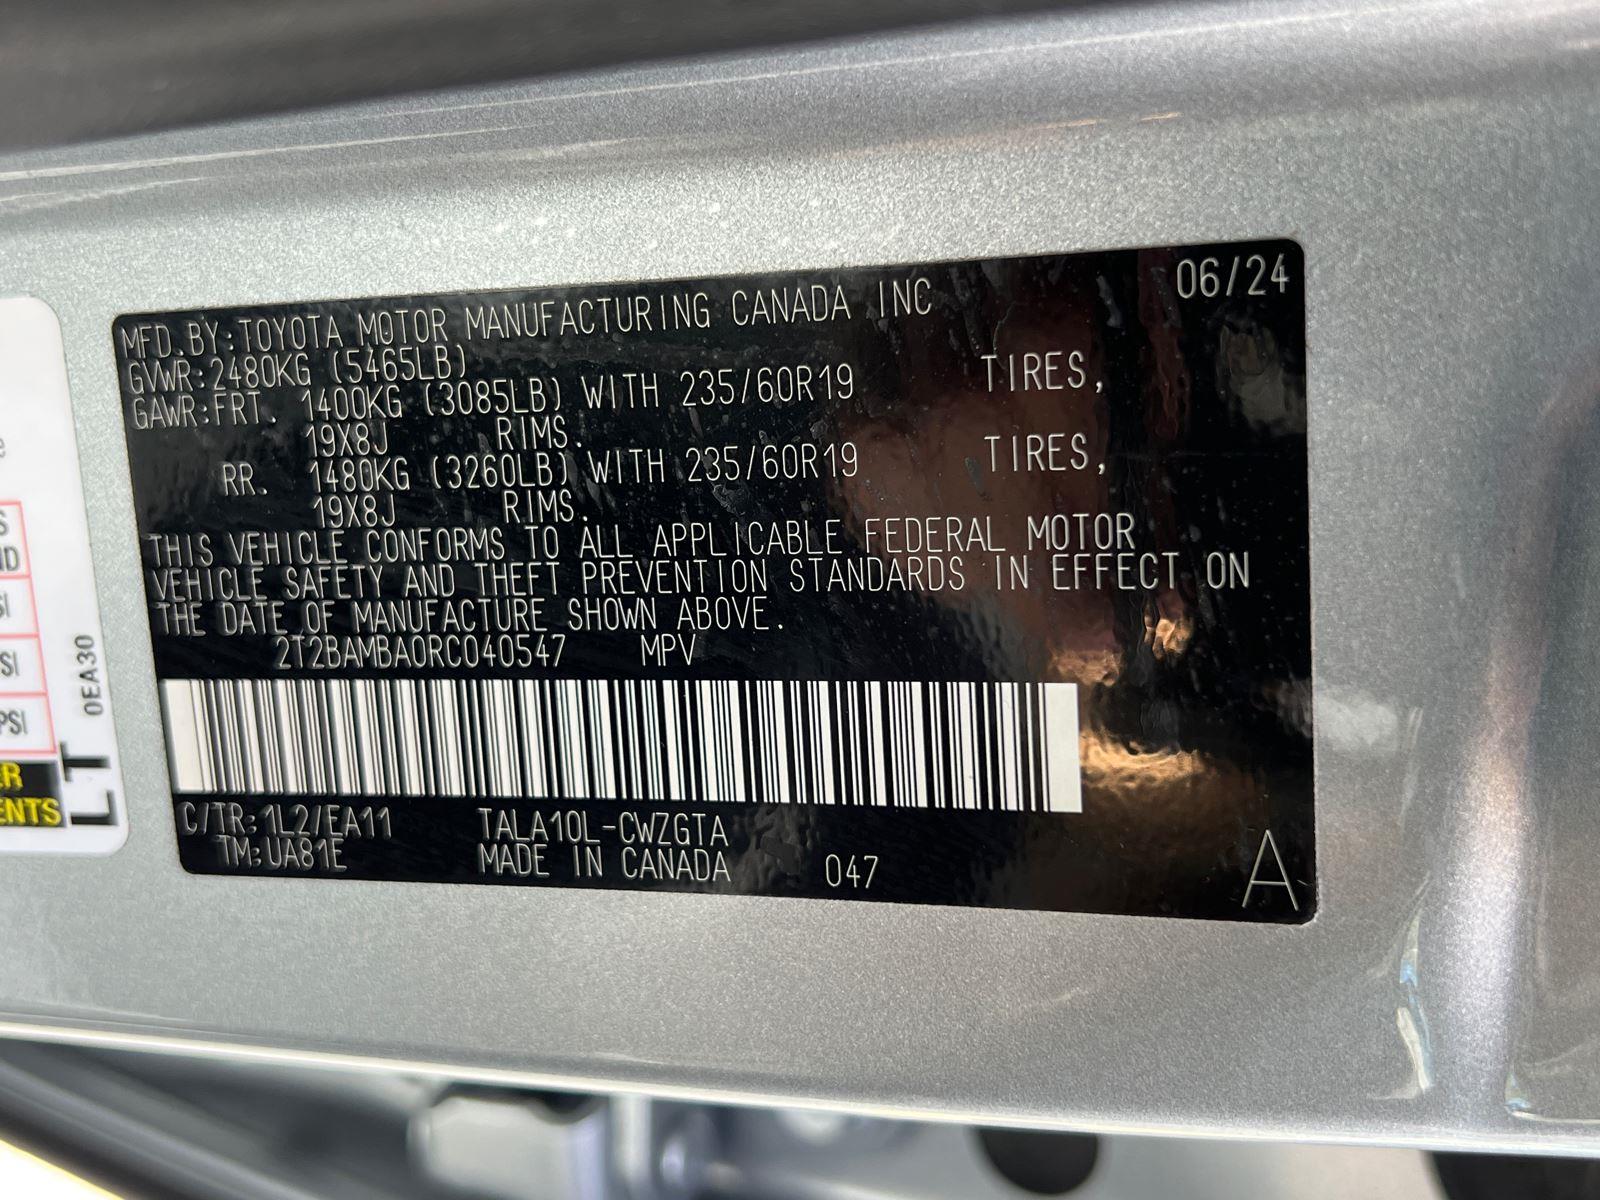 06/24
MFD.BY:TOYOTA MOTOR MANUFACTURING CANADA INC
GVWR:2480KG (5465LB)
GAWR:FRT. 1400KG (3085LB) WITH 235/60R19 TIRES,
19X8J RIMS.
RR. 1480KG (3260LB) WITH 235/60R19 TIRES,
19X8J RIMS.
THIS VEHICLE CONFORMS TO ALL APPLICABLE FEDERAL MOTOR
VEHICLE SAFETY AND THEFT PREVENTION STANDARDS IN EFFECT ON
THE DATE OF MANUFACTURE SHOWN ABOVE.
2T2BAMBA0RC040547 MPV
C/TR:1L2/EA11 TALA10L-CWZGTA
TM:UA81E MADE IN CANADA 047
A
0EA30
LT
PSI